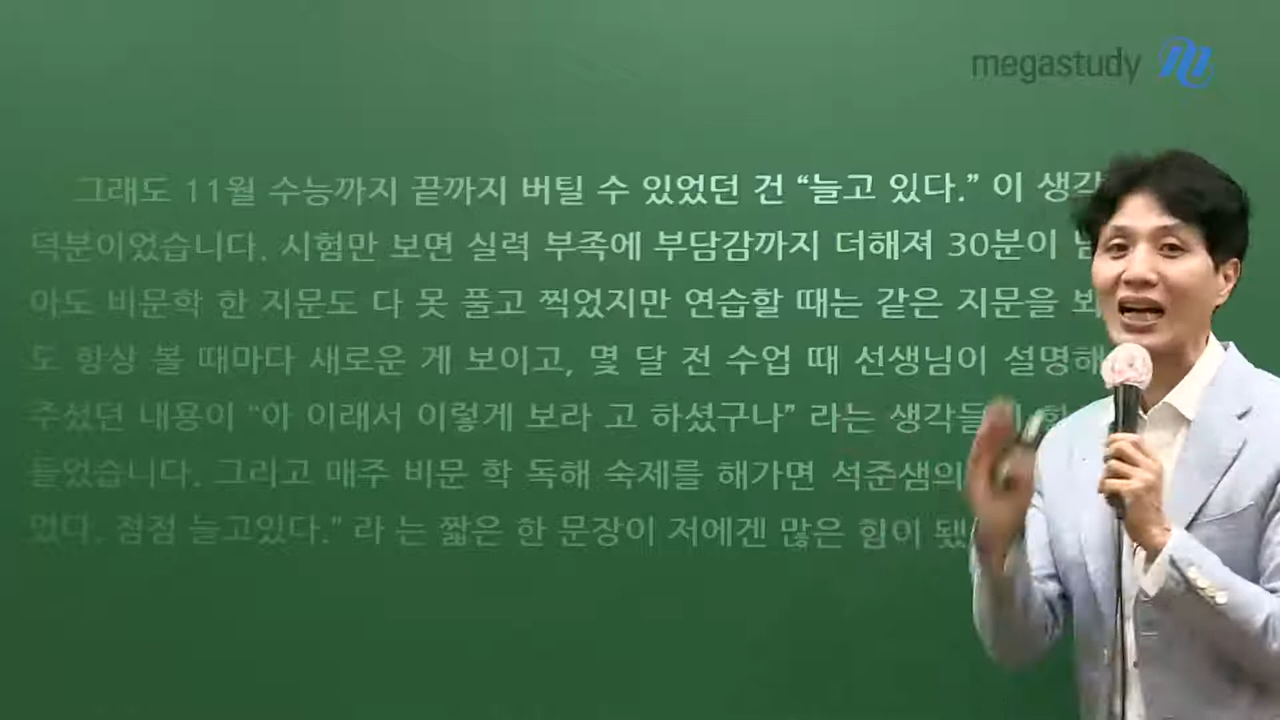 megastudy
그래도 11월 수능까지 끝까지 버틸 수 있었던 건 “늘고 있다.” 이 생각
덕분이었습니다. 시험만 보면 실력 부족에 부담감까지 더해져 30분이
아도 비문학 한 지문도 다 못 풀고 찍었지만 연습할 때는 같은 지문을
도 항상 볼 때마다 새로운 게 보이고, 몇 달 전 수업 때 선생님이 설명해
주셨던 내용이 “아 이래서 이렇게 보라 고 하셨구나” 라는
들었습니다. 그리고 매주 비문 학 독해 숙제를 해가면 석준샘의
었다. 점점 늘고있다.” 라 는 짧은 한 문장이 저에겐 많은 힘이